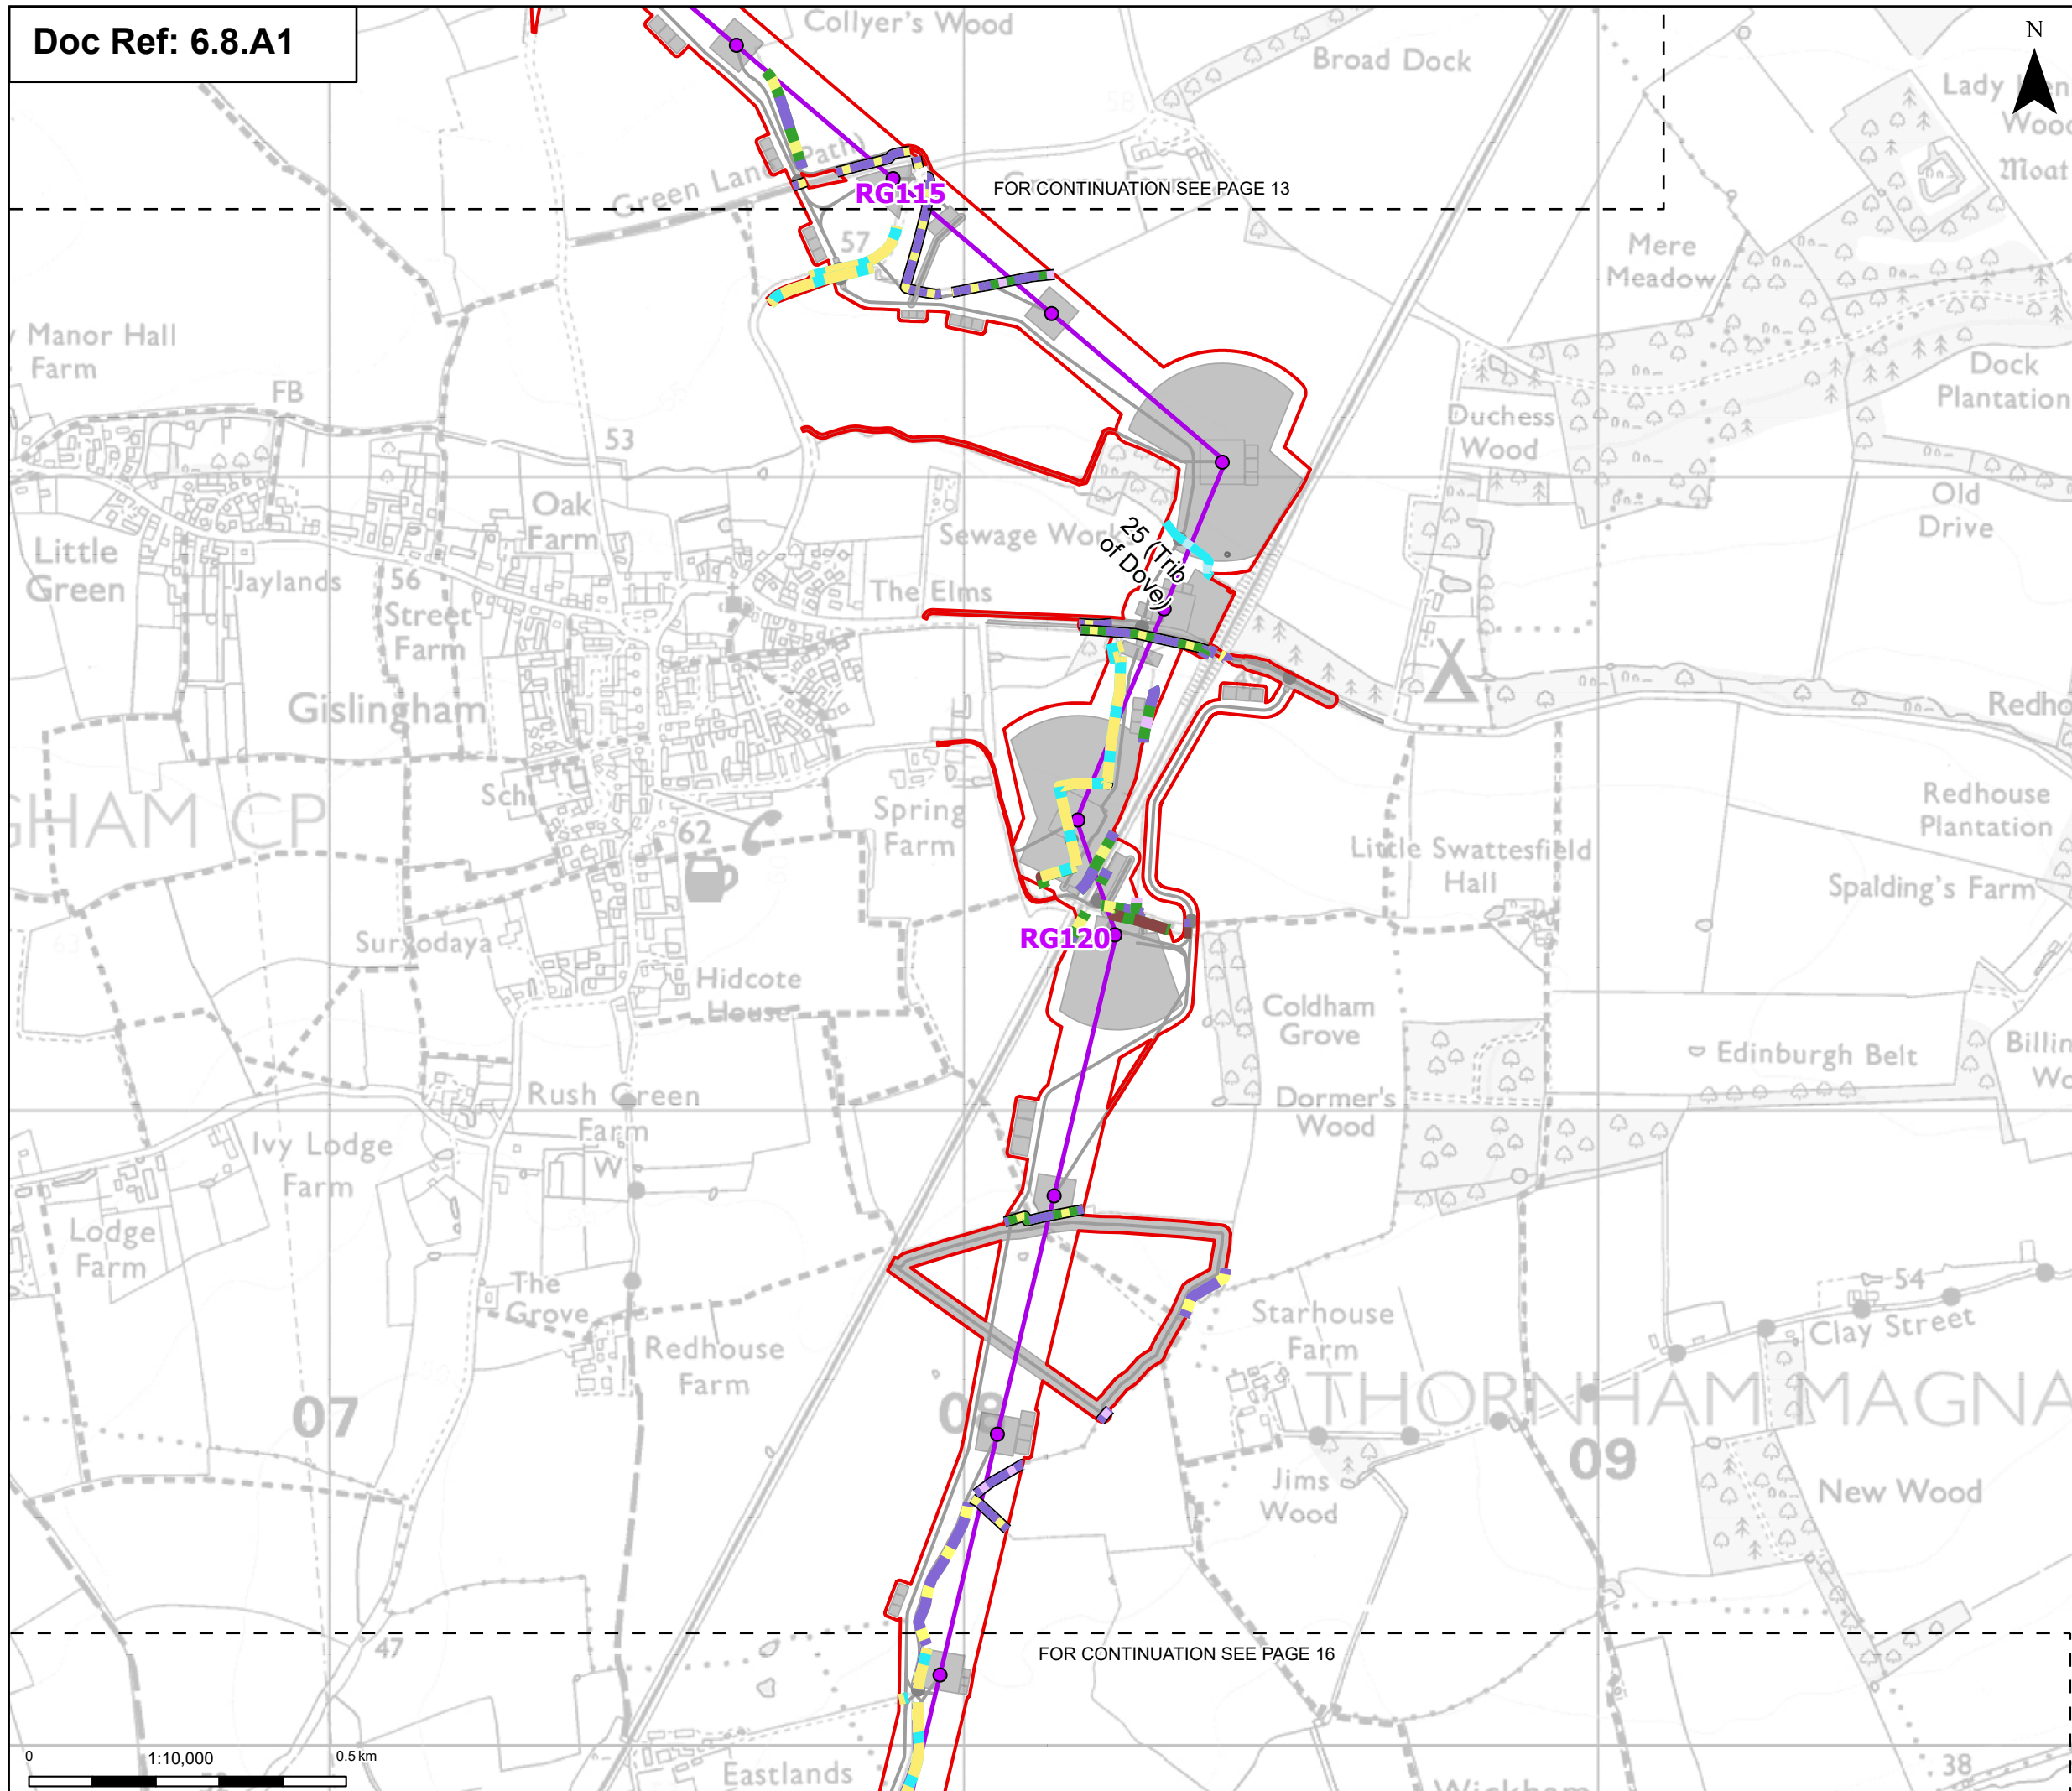 Doc Ref: 6.8.A1
N
Collyer's Wood
Broad Dock
Green Lane (Path)
RG115
FOR CONTINUATION SEE PAGE 13
57
Moat
Mere
Meadow
Manor Hall
Farm
FB
Dock
Plantation
Duchess
Wood
53
Oak
Farm
Old
Drive
Sewage Works
25 (Trib
of Dove)
Little
Green
Jaylands
56
Street
Farm
The Elms
Gislingham
Spring
Farm
62
Redhouse
Plantation
Little Swattesfield
Hall
Spalding's Farm
Suryodaya
RG120
Hidcote
House
Coldham
Grove
Edinburgh Belt
Rush Green
Farm
W
Dormer's
Wood
Ivy Lodge
Farm
Lodge
Farm
The
Grove
Redhouse
Farm
Starhouse
Farm
54
Clay Street
THORNHAM MAGNA
07
09
Jims
Wood
New Wood
47
FOR CONTINUATION SEE PAGE 16
0
1:10,000
0.5 km
Eastlands
38